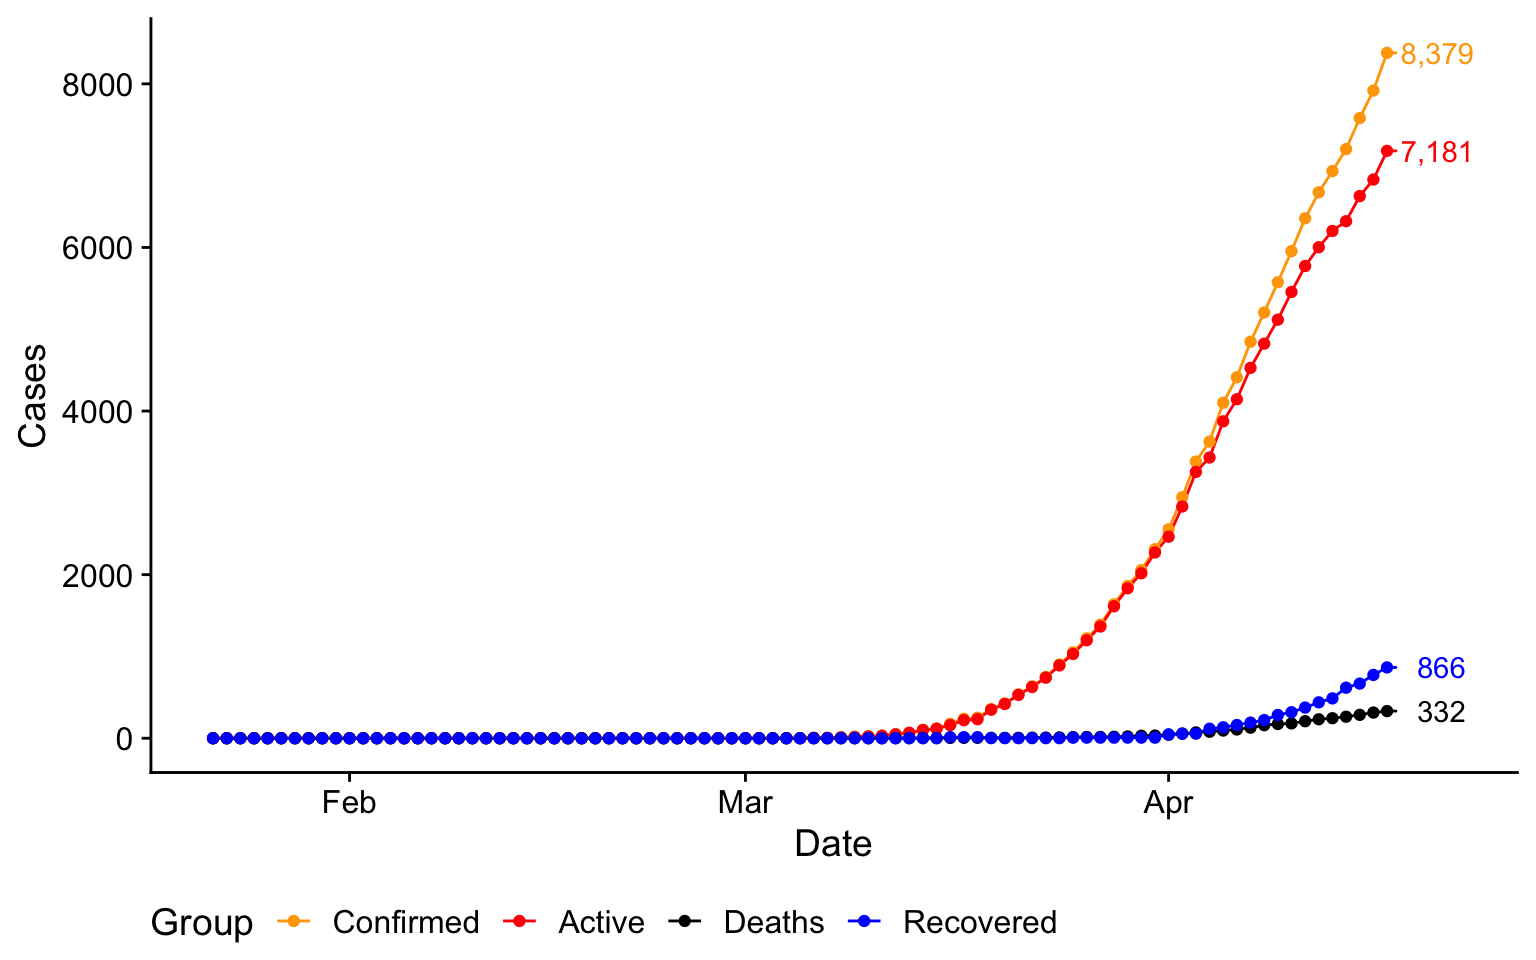 8,379
8000
7,181
6000
Cases
4000
2000
866
332
0
Feb Mar Apr
Date
Group Confirmed Active Deaths Recovered